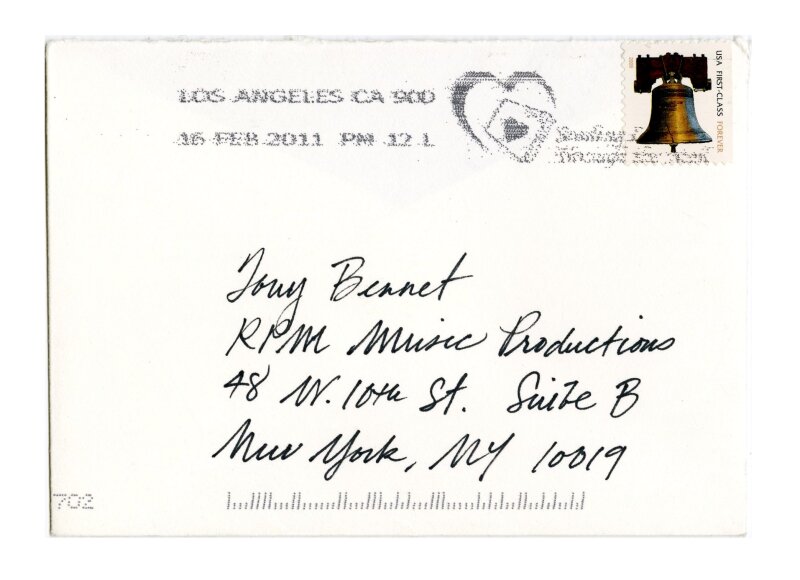 LOS ANGELES CA 900
16 FEB 2011 PM 12 L
USA FIRST-CLASS FOREVER
Tony Bennet
RPM Music Productions
48 W. 10th St. Suite B
New York, NY 10019
702